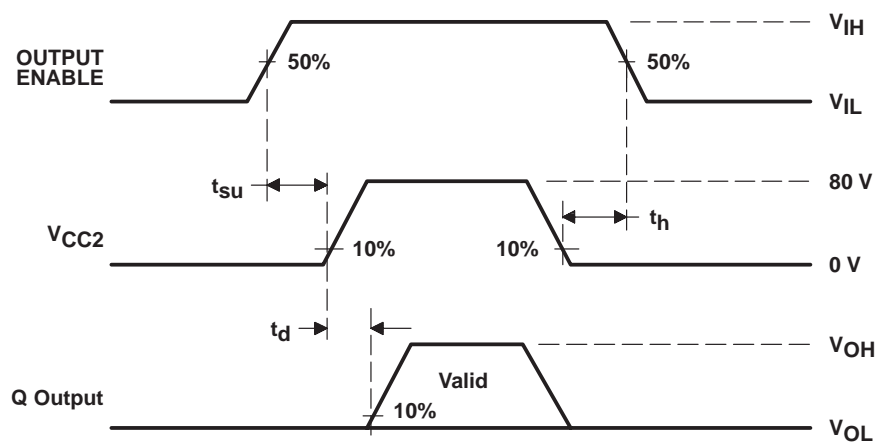 OUTPUT
ENABLE
50%
50%
VIH
VIL
tsu
th
80 V
VCC2
10%
10%
0 V
td
VOH
Valid
Q Output
10%
VOL